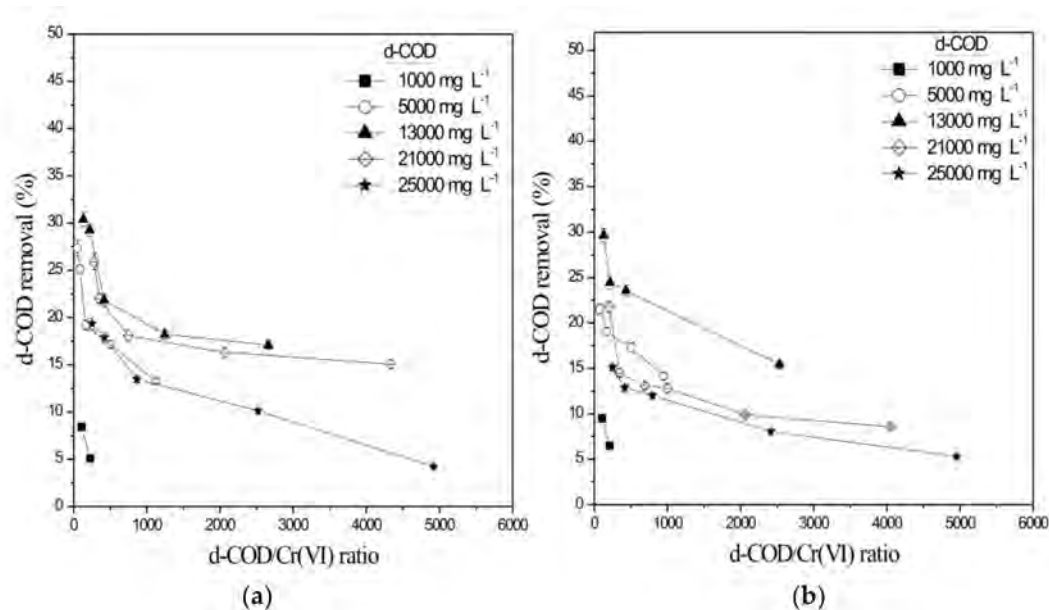 d-COD
1000 mg L-1
5000 mg L-1
13000 mg L-1
21000 mg L-1
25000 mg L-1
50
45
40
35
30
25
20
15
10
5
0
d-COD removal (%)
0 1000 2000 3000 4000 5000 6000
d-COD/Cr(VI) ratio
(a)
d-COD
1000 mg L-1
5000 mg L-1
13000 mg L-1
21000 mg L-1
25000 mg L-1
50
45
40
35
30
25
20
15
10
5
0
d-COD removal (%)
0 1000 2000 3000 4000 5000 6000
d-COD/Cr(VI) ratio
(b)